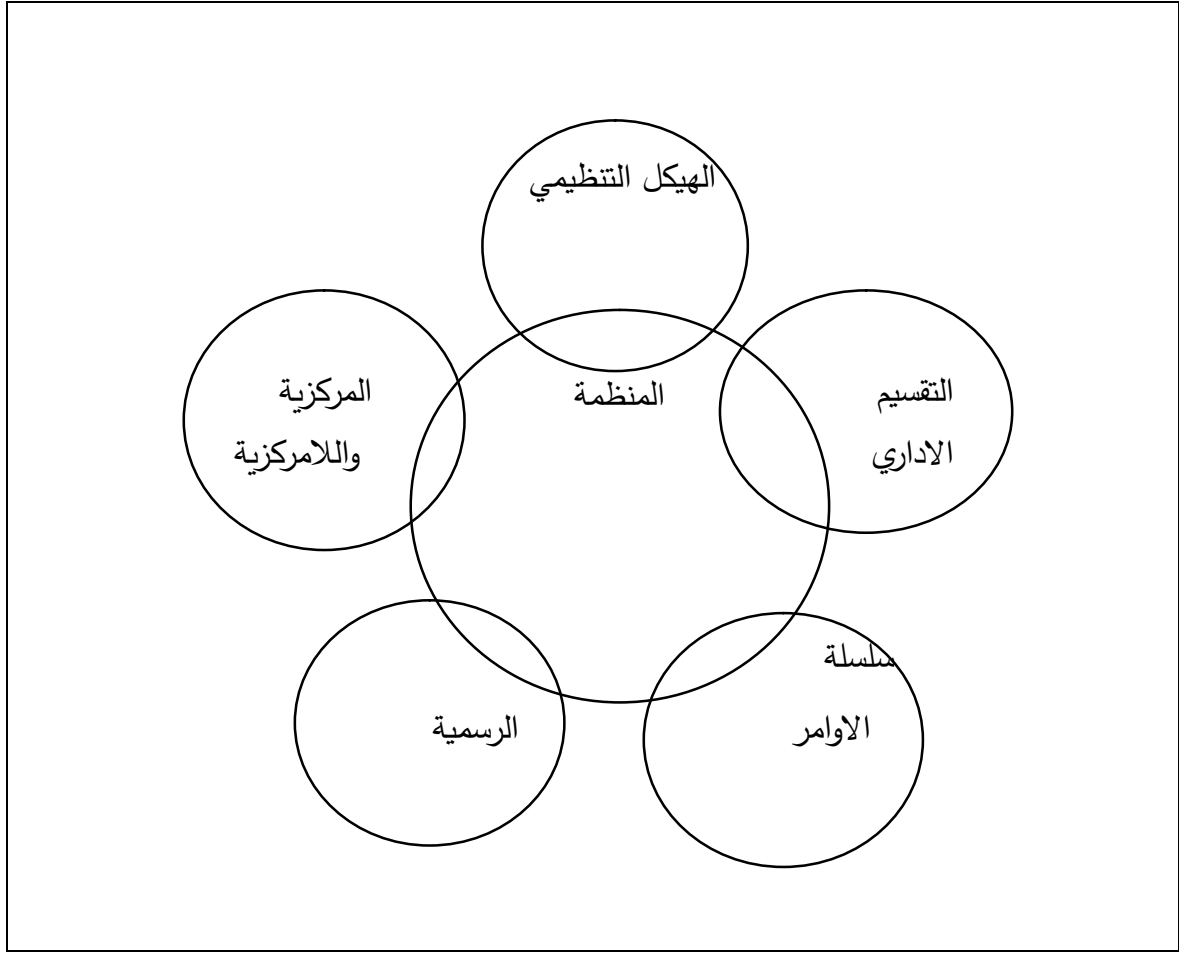 الهيكل التنظيمي
المنظمة
التقسيم
الاداري
المركزية
واللامركزية
سلسلة
الاوامر
الرسمية